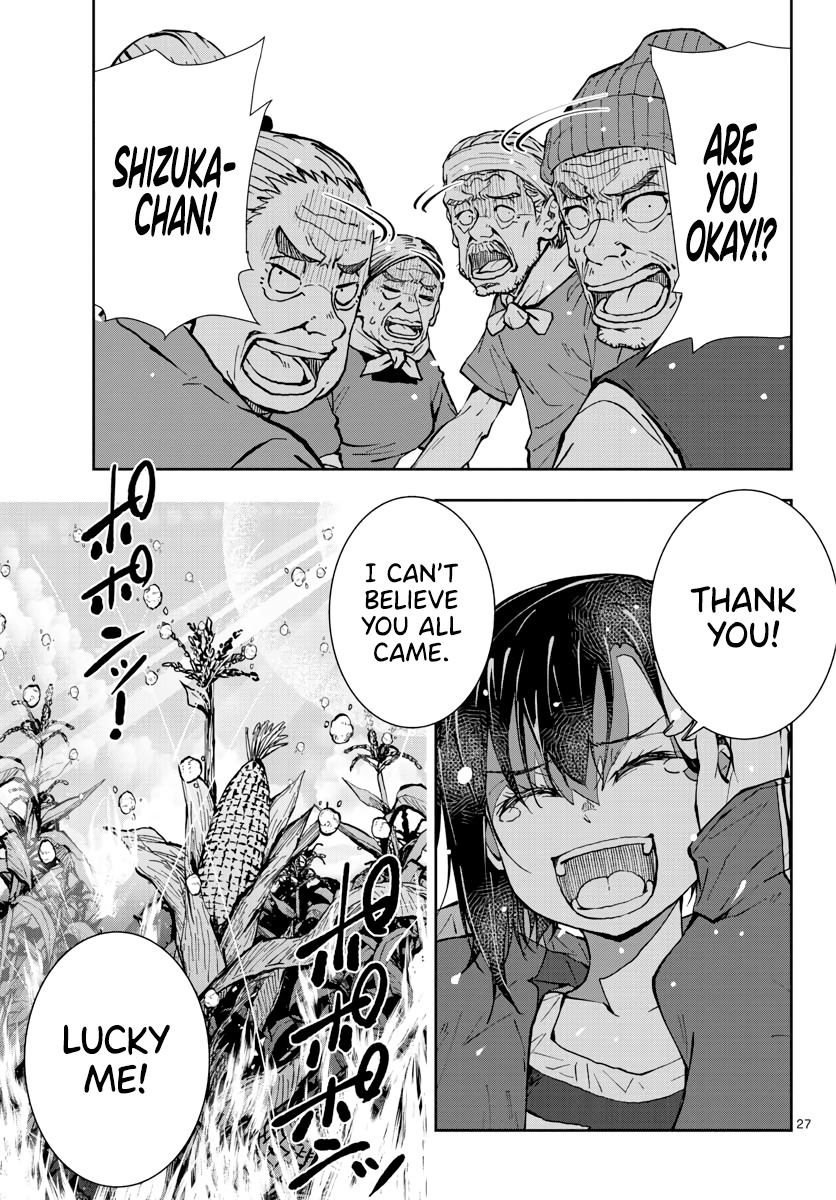 ARE
YOU
OKAY!?
SHIZUKA-
CHAN!
THANK
YOU!
I CAN'T
BELIEVE
YOU ALL
CAME.
ポポポンッ!
ポポポポンッ
LUCKY
ME!
27